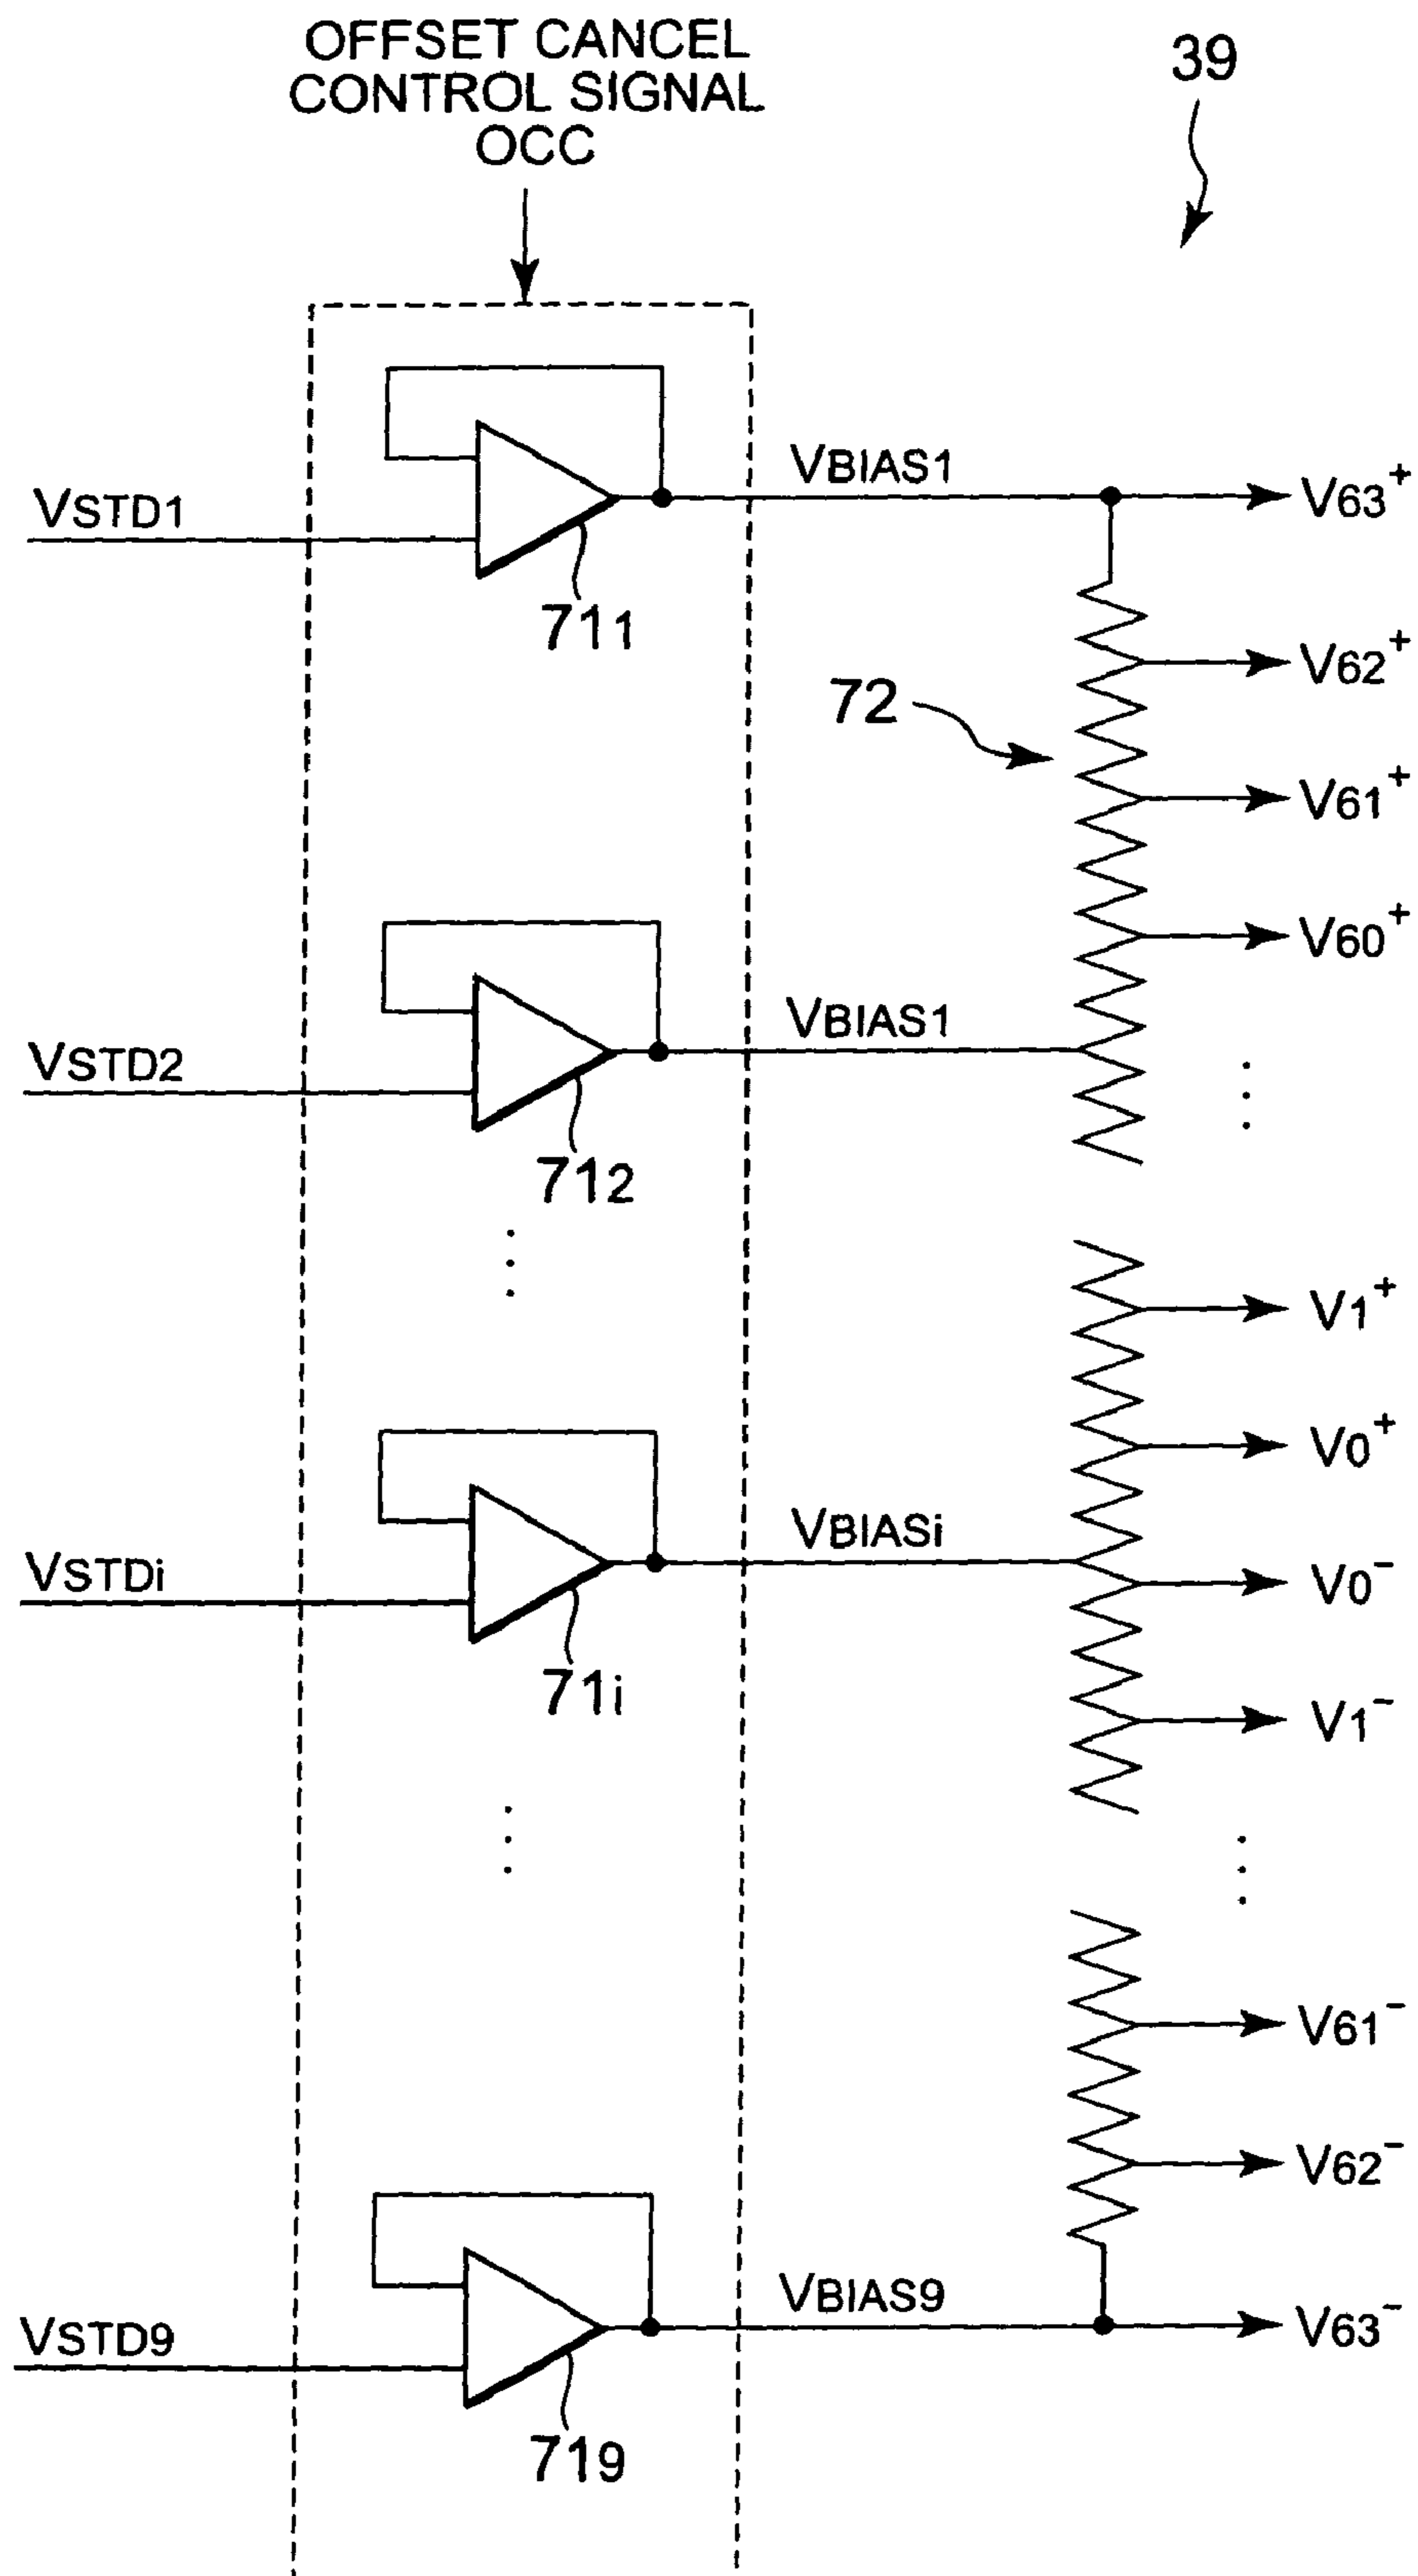 OFFSET CANCEL
CONTROL SIGNAL
OCC
39
VSTD1
VBIAS1
V63+
711
V62+
72
V61+
V60+
VSTD2
VBIAS1
712
V1+
V0+
VSTDi
VBIASi
V0-
71i
V1-
V61-
V62-
VSTD9
VBIAS9
V63-
719